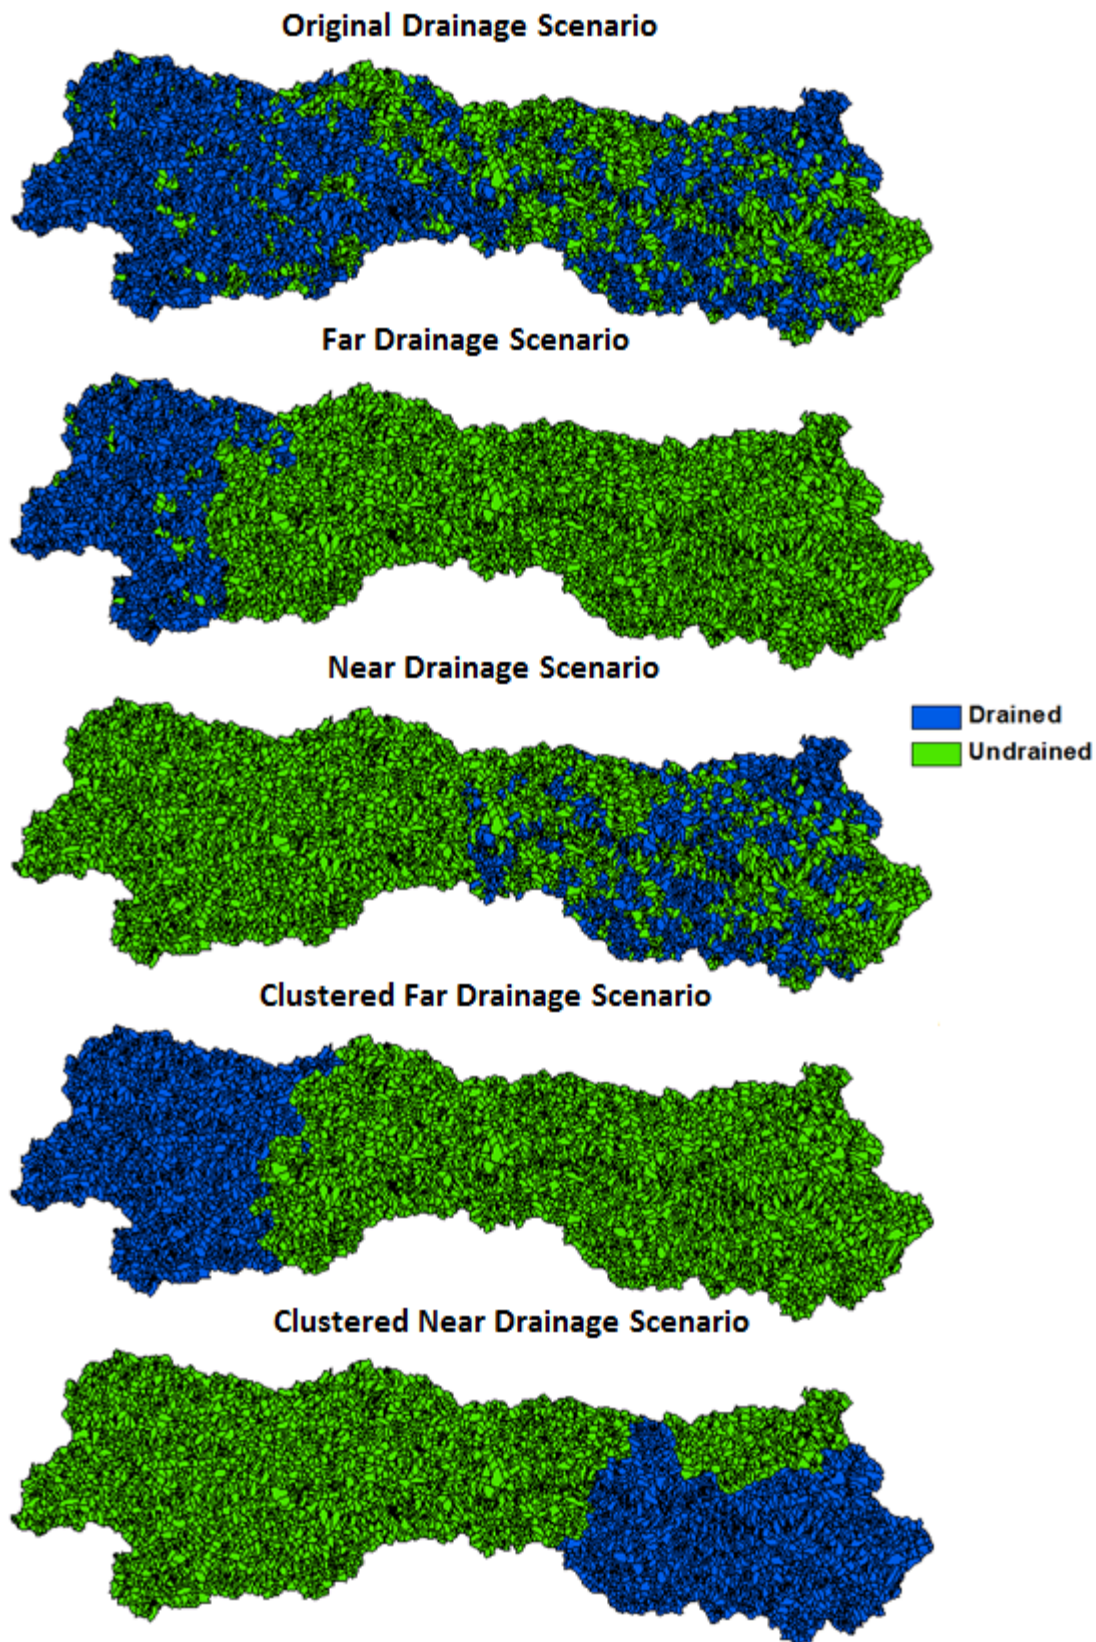 Original Drainage Scenario
Far Drainage Scenario
Near Drainage Scenario
Drained
Undrained
Clustered Far Drainage Scenario
Clustered Near Drainage Scenario